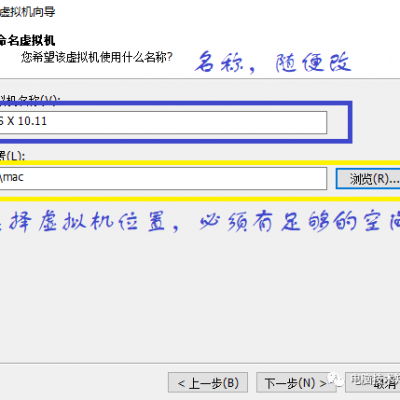 虚拟机向导
命名虚拟机
您希望该虚拟机使用什么名称?
名称，随便改
拟机名称(V):
S X 10.11
置(L):
\mac
浏览(R)...
选择虚拟机位置，必须有足够的空间
< 上一步(B)
下一步(N) >
取消
电脑技术